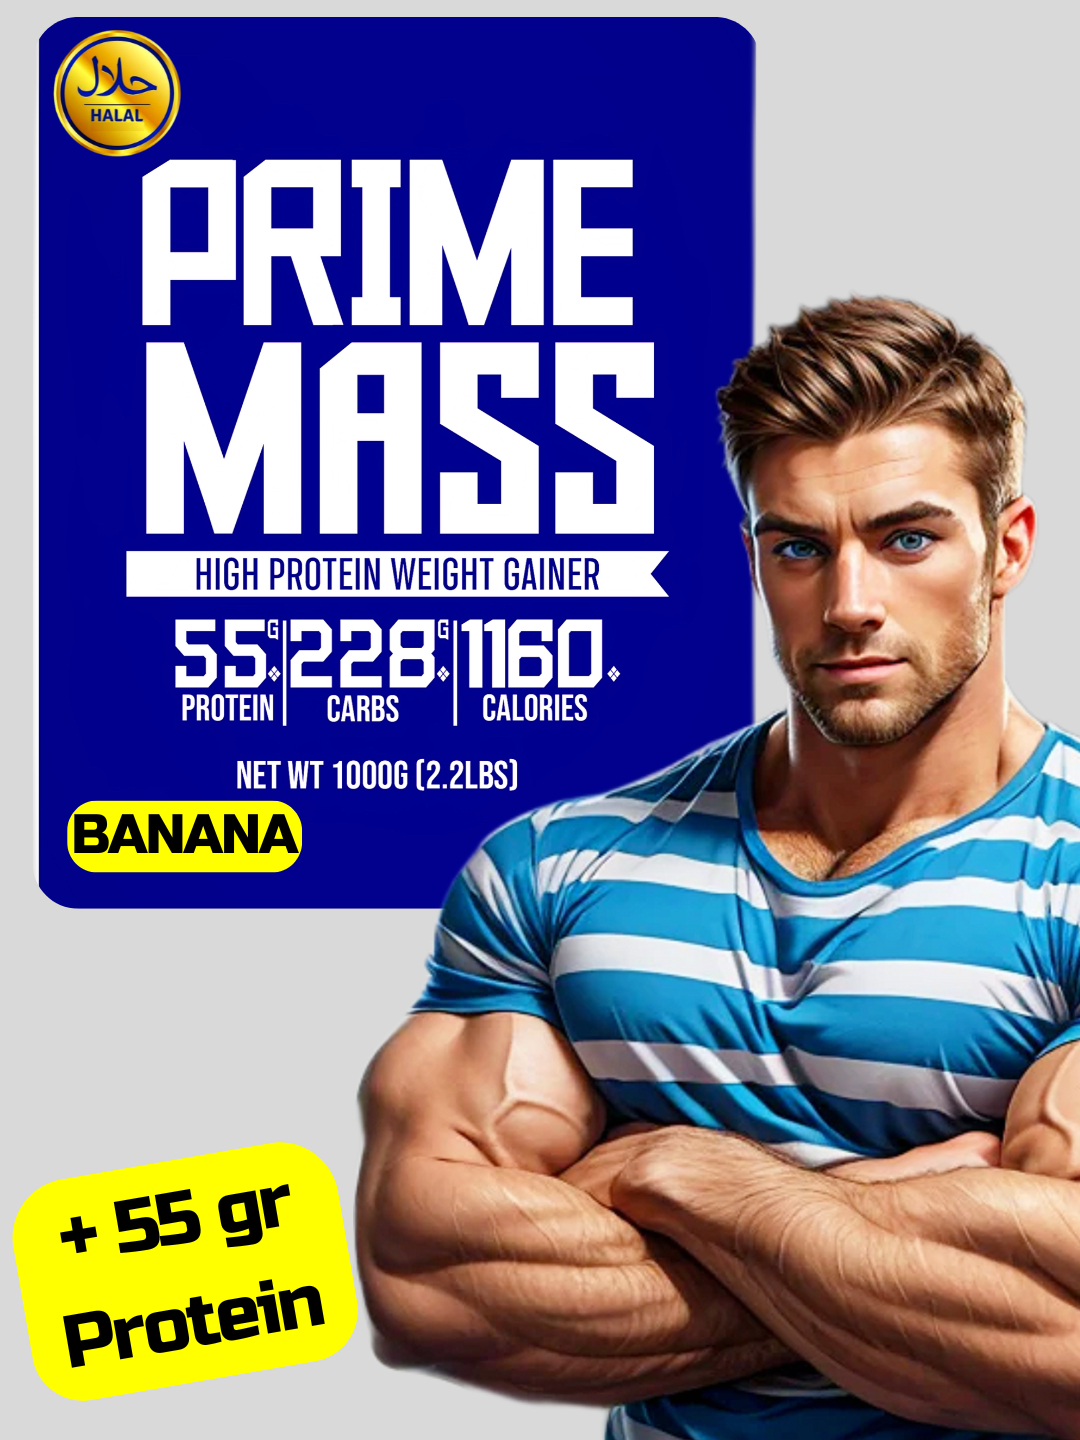 حلال
HALAL
PRIME
MASS
HIGH PROTEIN WEIGHT GAINER
55G 228G 1160
PROTEIN CARBS CALORIES
NET WT 1000G (2.2LBS)
BANANA
+ 55 gr
Protein